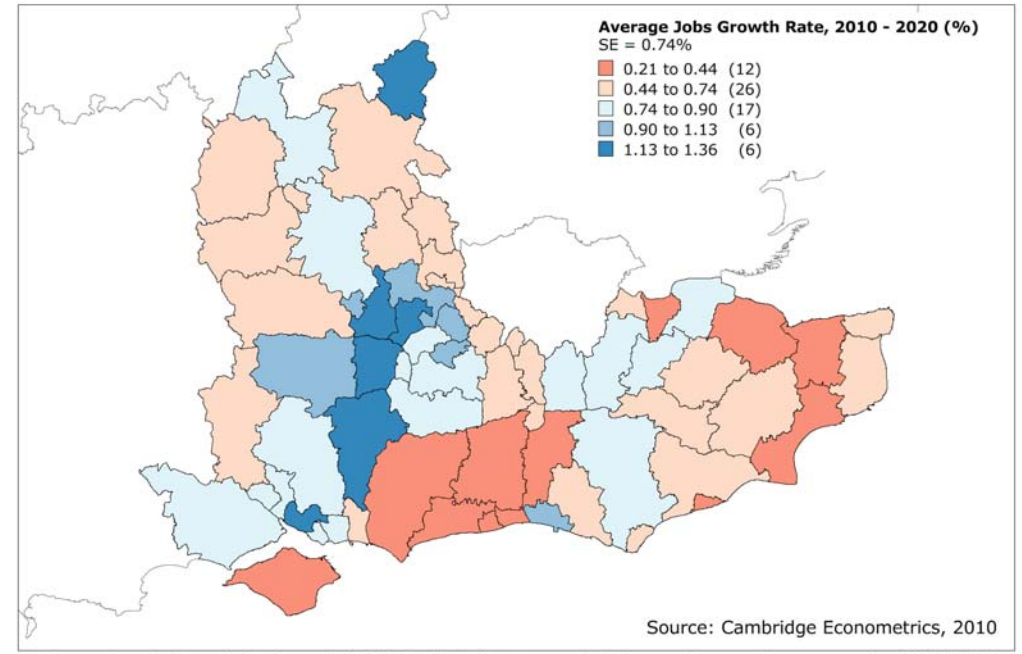 Average Jobs Growth Rate, 2010 - 2020 (%)
SE = 0.74%
0.21 to 0.44 (12)
0.44 to 0.74 (26)
0.74 to 0.90 (17)
0.90 to 1.13 (6)
1.13 to 1.36 (6)
Source: Cambridge Econometrics, 2010